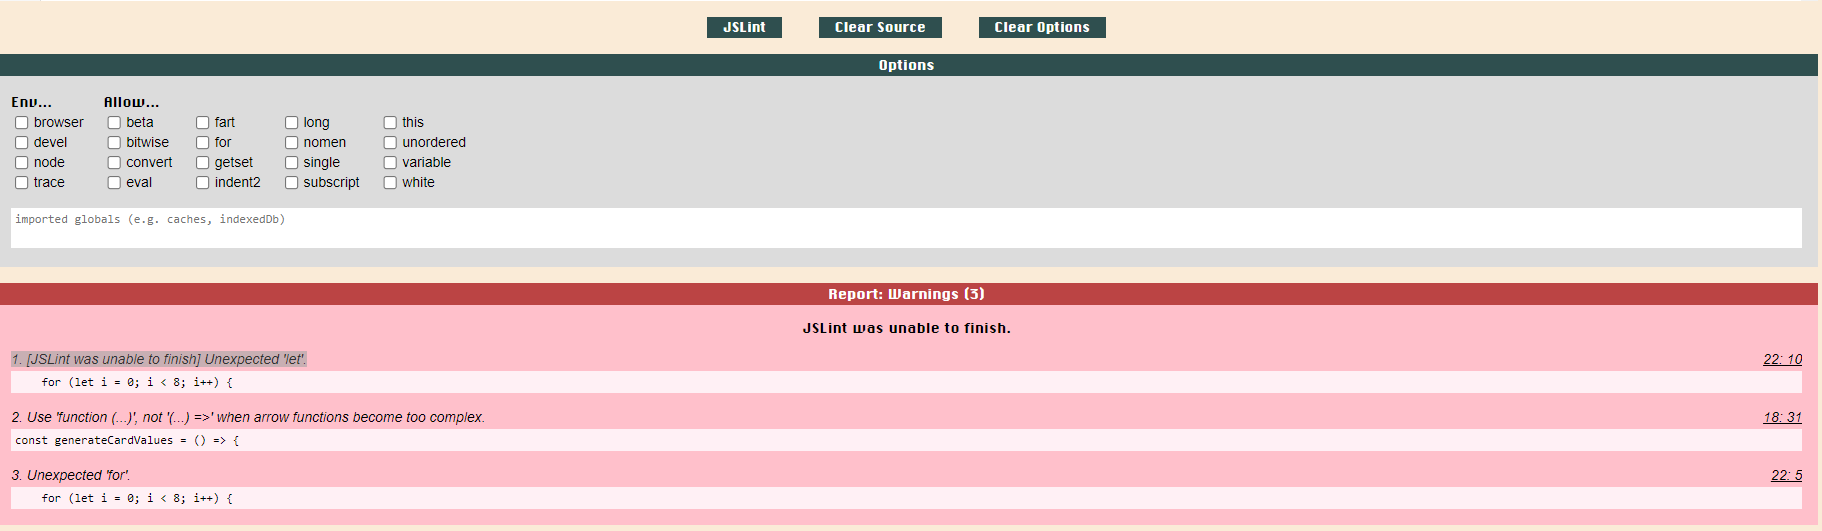 JSLint Clear Source Clear Options
Options
Env... Allow...
browser beta fart long this
devel bitwise for nomen unordered
node convert getset single variable
trace eval indent2 subscript white
imported globals (e.g. caches, indexedDb)
Report: Warnings (3)
JSLint was unable to finish.
1. [JSLint was unable to finish] Unexpected 'let'. 22: 10
for (let i = 0; i < 8; i++) {
2. Use 'function (...)', not '(...) =>' when arrow functions become too complex. 18: 31
const generateCardValues = () => {
3. Unexpected 'for'. 22: 5
for (let i = 0; i < 8; i++) {